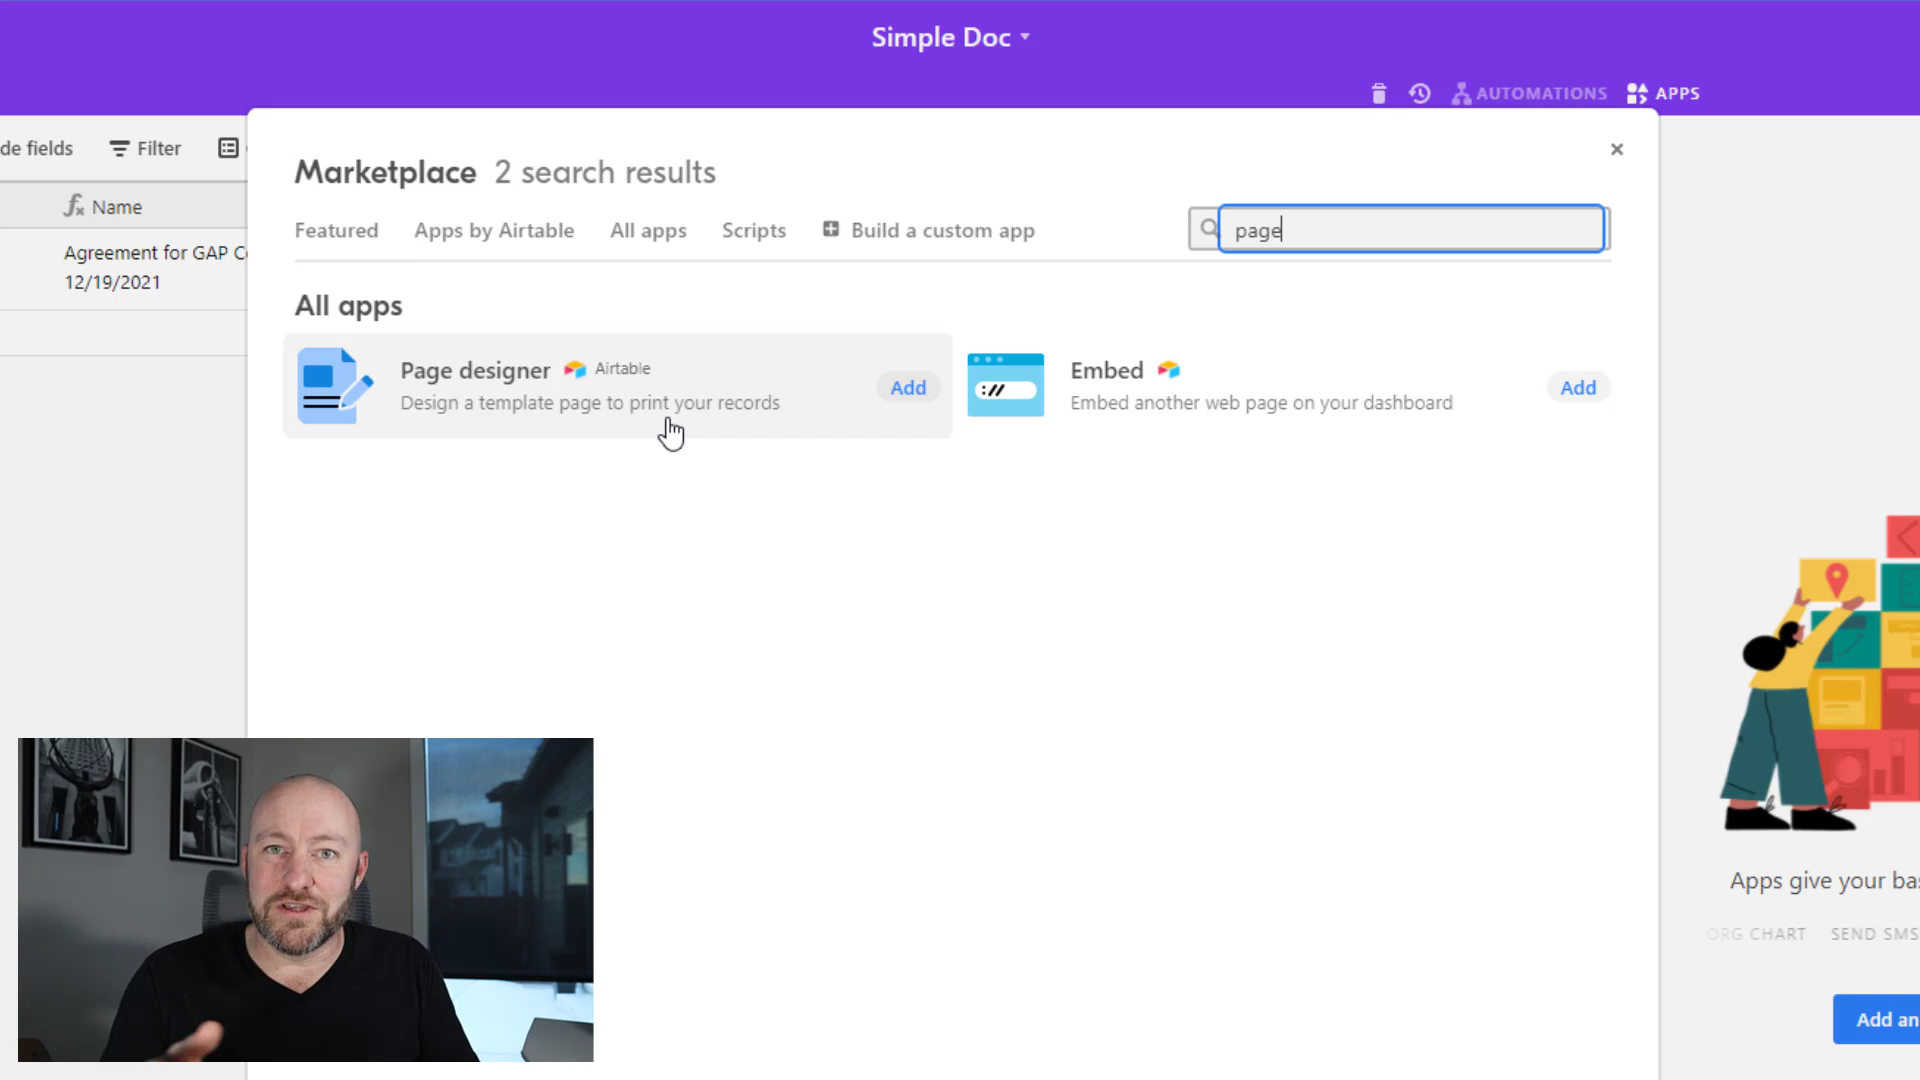 Simple Doc
AUTOMATIONS
APPS
de fields
Filter
Marketplace 2 search results
Featured
Apps by Airtable
All apps
Scripts
Build a custom app
page
Name
Agreement for GAP Co
12/19/2021
All apps
Page designer
Airtable
Add
Design a template page to print your records
Embed
://
Add
Embed another web page on your dashboard
Apps give your bas
ORG CHART
SEND SMS
Add an